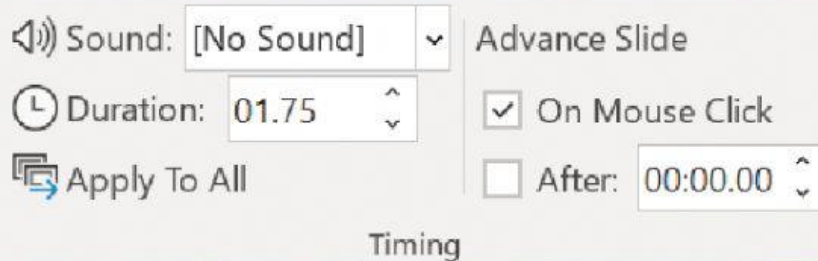 Sound: [No Sound]
Duration: 01.75
Apply To All
Advance Slide
On Mouse Click
After: 00:00.00
Timing